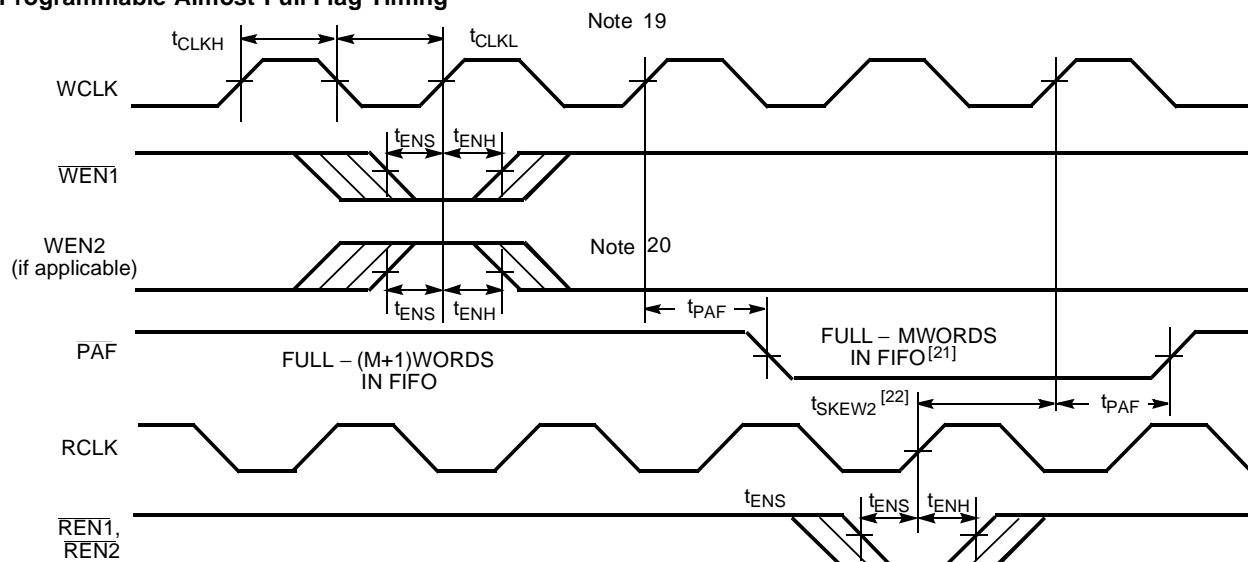 Programmable Almost Full Flag Timing
Note 19
tCLKH
tCLKL
WCLK
tENS
tENH
WEN1
WEN2
(if applicable)
Note 20
tENS
tENH
tPAF
PAF
FULL – (M+1)WORDS
IN FIFO
FULL – MWORDS
IN FIFO[21]
tSKEW2 [22]
tPAF
RCLK
tENS
tENS
tENH
REN1,
REN2